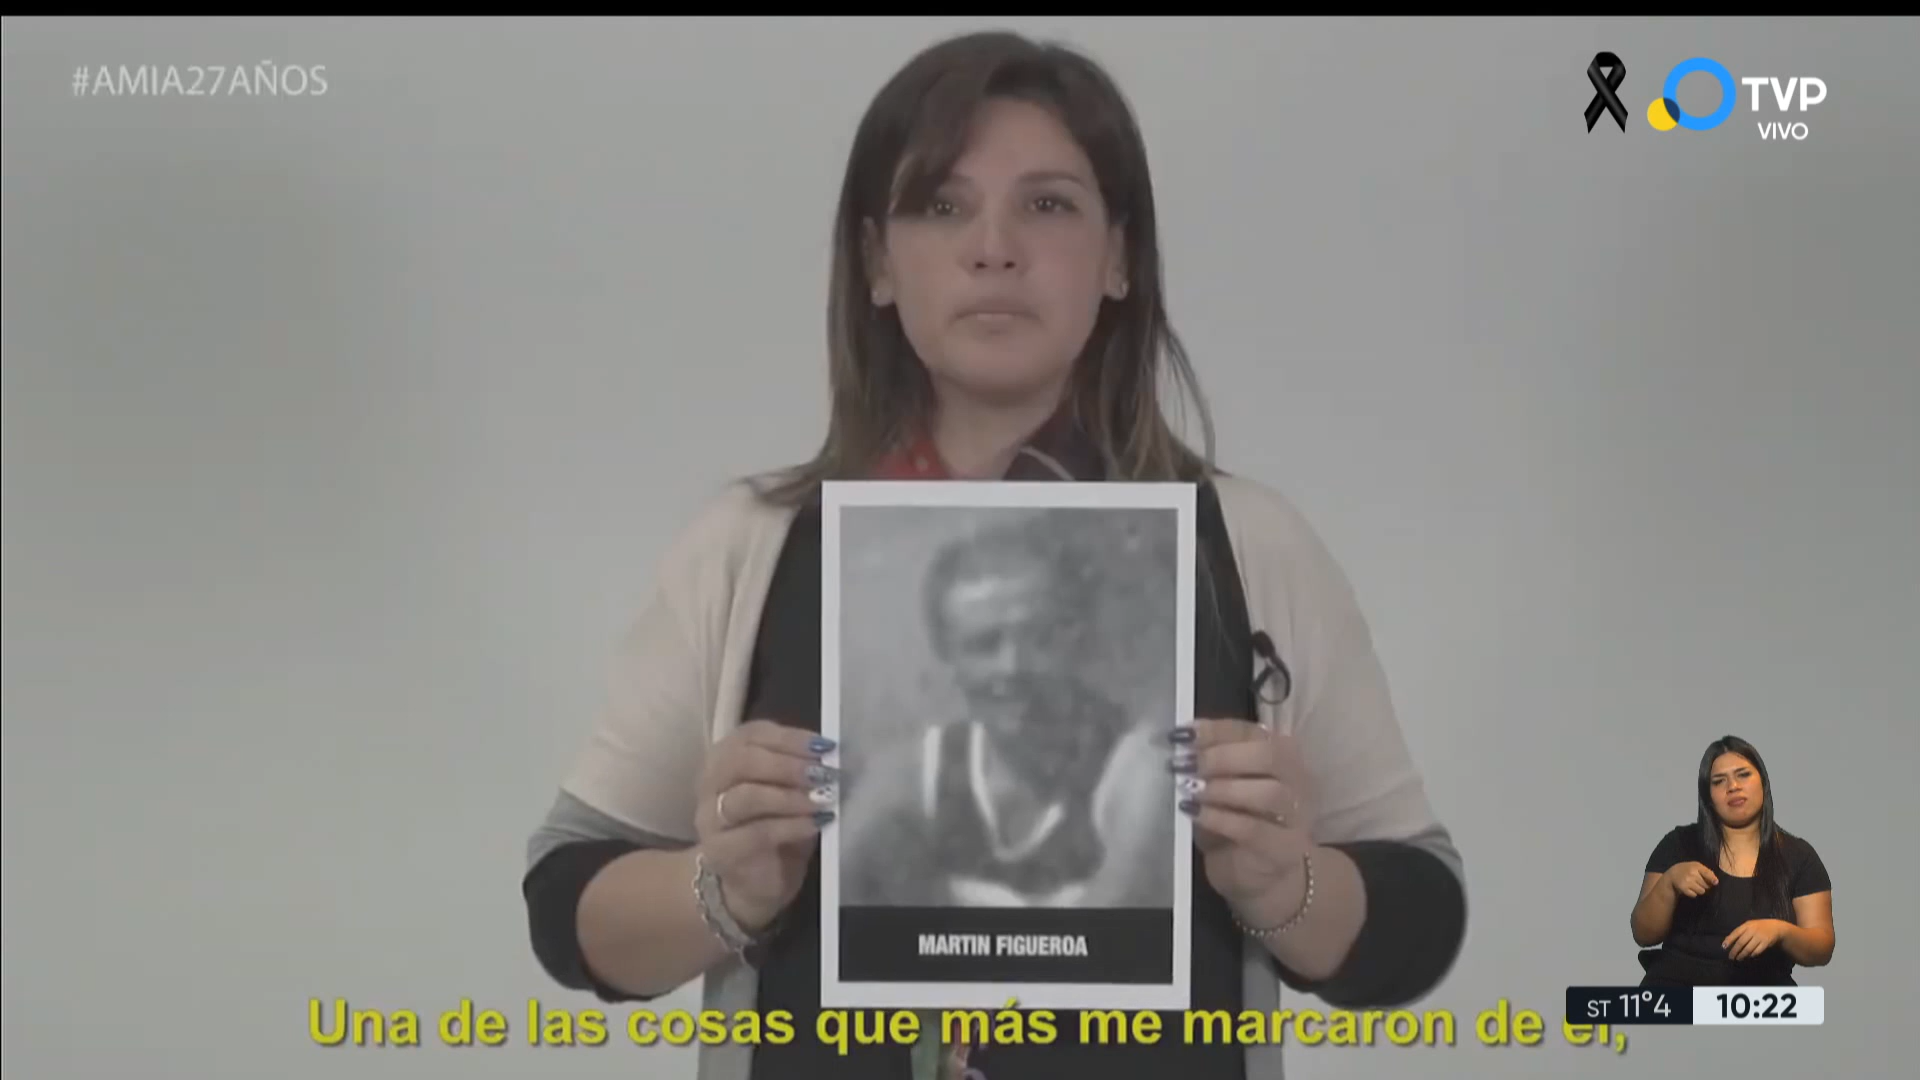 #AMIA27AÑOS
TVP
VIVO
MARTIN FIGUEROA
ST 11°4 10:22
Una de las cosas que más me marcaron de él,